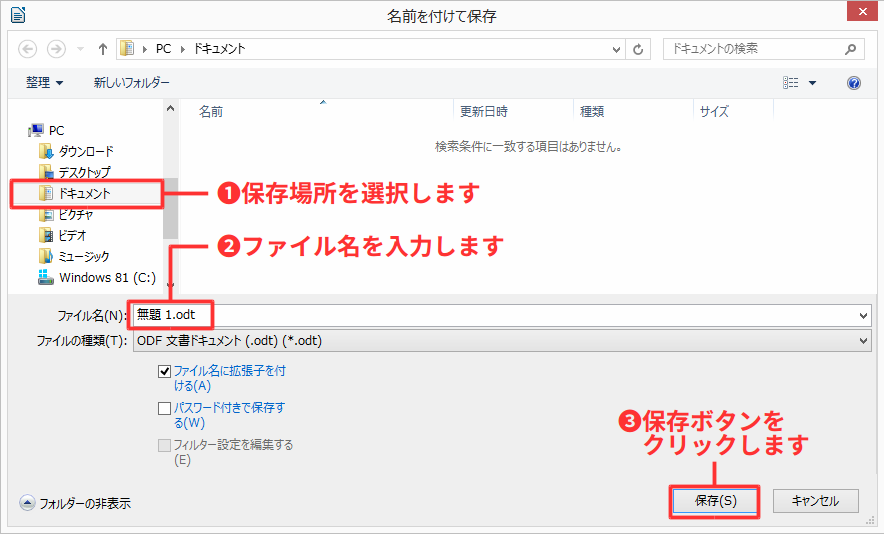 名前を付けて保存
PC ドキュメント
ドキュメントの検索
整理
新しいフォルダー
名前 更新日時 種類 サイズ
検索条件に一致する項目はありません。
PC
ダウンロード
デスクトップ
ドキュメント
ピクチャ
ビデオ
ミュージック
Windows 81 (C:)
❶保存場所を選択します
❷ファイル名を入力します
ファイル名(N): 無題 1.odt
ファイルの種類(T): ODF 文書ドキュメント (.odt) (*.odt)
ファイル名に拡張子を付
ける(A)
パスワード付きで保存す
る(W)
フィルター設定を編集する
(E)
❸保存ボタンを
クリックします
フォルダーの非表示
保存(S)
キャンセル